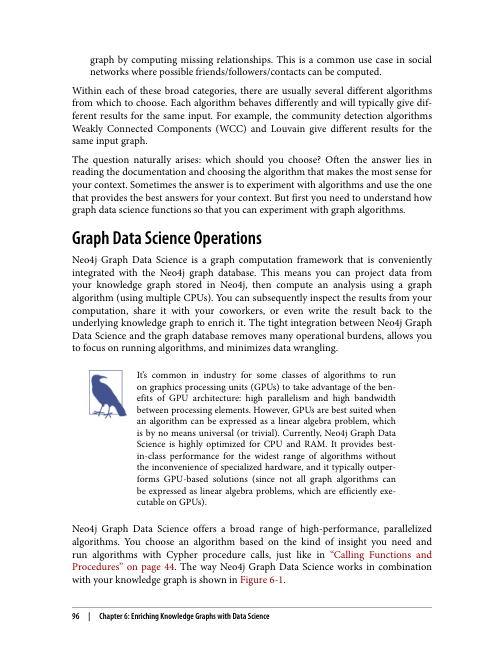 graph by computing missing relationships. This is a common use case in social
networks where possible friends/followers/contacts can be computed.
Within each of these broad categories, there are usually several different algorithms
from which to choose. Each algorithm behaves differently and will typically give dif-
ferent results for the same input. For example, the community detection algorithms
Weakly Connected Components (WCC) and Louvain give different results for the
same input graph.
The question naturally arises: which should you choose? Often the answer lies in
reading the documentation and choosing the algorithm that makes the most sense for
your context. Sometimes the answer is to experiment with algorithms and use the one
that provides the best answers for your context. But first you need to understand how
graph data science functions so that you can experiment with graph algorithms.
Graph Data Science Operations
Neo4j Graph Data Science is a graph computation framework that is conveniently
integrated with the Neo4j graph database. This means you can project data from
your knowledge graph stored in Neo4j, then compute an analysis using a graph
algorithm (using multiple CPUs). You can subsequently inspect the results from your
computation, share it with your coworkers, or even write the result back to the
underlying knowledge graph to enrich it. The tight integration between Neo4j Graph
Data Science and the graph database removes many operational burdens, allows you
to focus on running algorithms, and minimizes data wrangling.
It's common in industry for some classes of algorithms to run
on graphics processing units (GPUs) to take advantage of the ben-
efits of GPU architecture: high parallelism and high bandwidth
between processing elements. However, GPUs are best suited when
an algorithm can be expressed as a linear algebra problem, which
is by no means universal (or trivial). Currently, Neo4j Graph Data
Science is highly optimized for CPU and RAM. It provides best-
in-class performance for the widest range of algorithms without
the inconvenience of specialized hardware, and it typically outper-
forms GPU-based solutions (since not all graph algorithms can
be expressed as linear algebra problems, which are efficiently exe-
cutable on GPUs).
Neo4j Graph Data Science offers a broad range of high-performance, parallelized
algorithms. You choose an algorithm based on the kind of insight you need and
run algorithms with Cypher procedure calls, just like in “Calling Functions and
Procedures” on page 44. The way Neo4j Graph Data Science works in combination
with your knowledge graph is shown in Figure 6-1.
96 | Chapter 6: Enriching Knowledge Graphs with Data Science